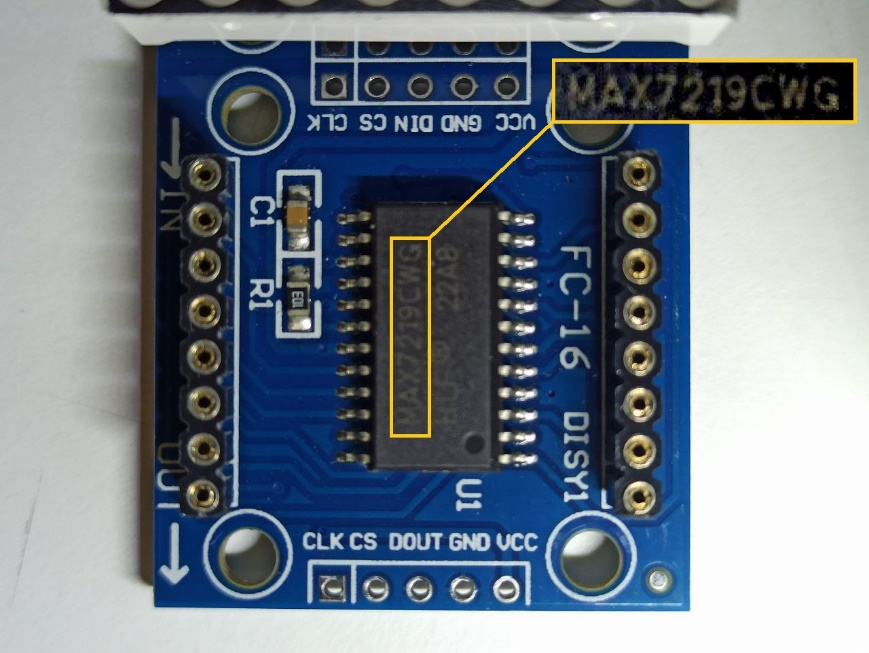 CLK CS DIN GND VCC
MAX7219CWG
IN
C1
R1
MAX7219CWG
22A8
FC-16 DISY1
U1
OUT
CLK CS DOUT GND VCC